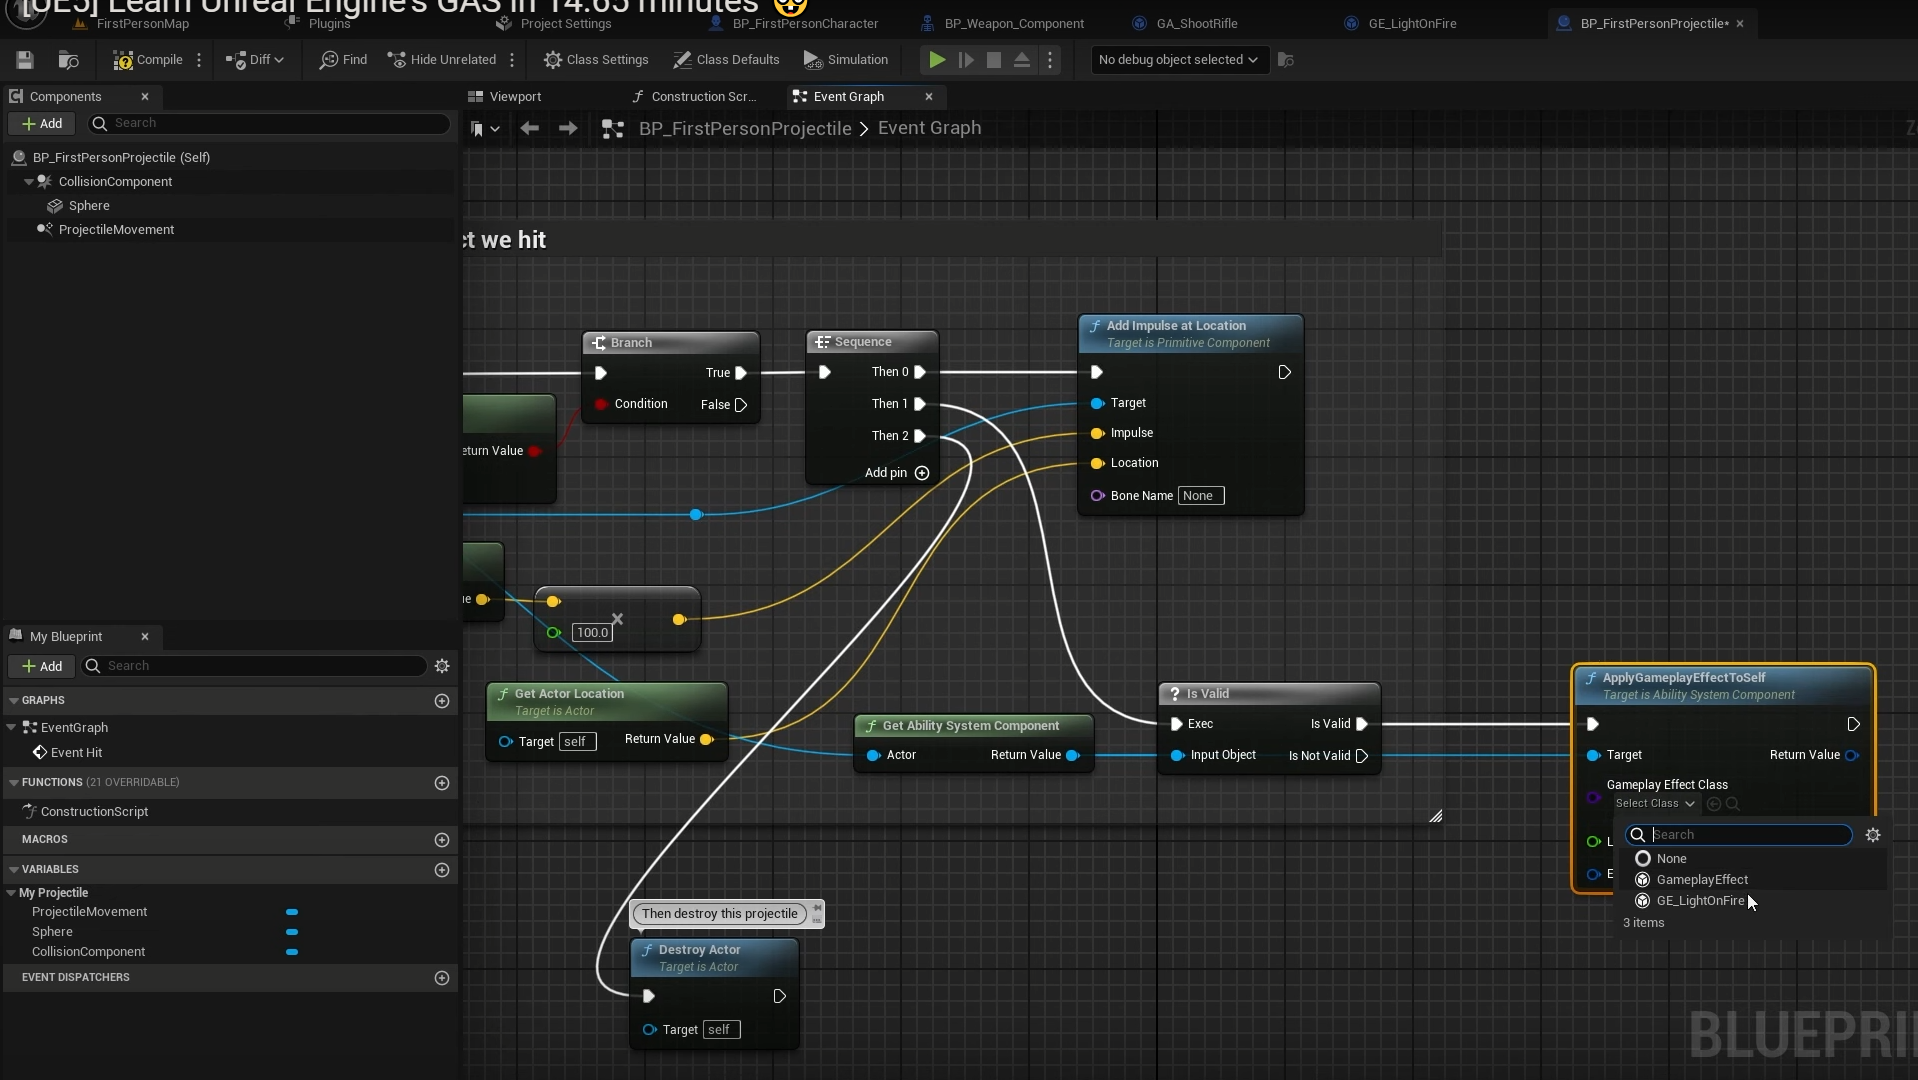 [UE5] Learn Unreal Engine's GAS in 14.65 minutes
FirstPersonMap
Plugins
Project Settings
BP_FirstPersonCharacter
BP_Weapon_Component
GA_ShootRifle
GE_LightOnFire
BP_FirstPersonProjectile*
Compile
Diff
Find
Hide Unrelated
Class Settings
Class Defaults
Simulation
No debug object selected
Components
Viewport
Construction Scr...
Event Graph
Add
Search
BP_FirstPersonProjectile > Event Graph
BP_FirstPersonProjectile (Self)
CollisionComponent
Sphere
ProjectileMovement
ct we hit
Branch
True
Condition
False
eturn Value
Sequence
Then 0
Then 1
Then 2
Add pin
Add Impulse at Location
Target is Primitive Component
Target
Impulse
Location
Bone Name
None
ue
100.0
Get Actor Location
Target is Actor
Target
self
Return Value
Get Ability System Component
Actor
Return Value
Is Valid
Exec
Is Valid
Input Object
Is Not Valid
ApplyGameplayEffectToSelf
Target is Ability System Component
Target
Return Value
Gameplay Effect Class
Select Class
L
E
Search
None
GameplayEffect
GE_LightOnFire
3 items
Then destroy this projectile
Destroy Actor
Target is Actor
Target
self
My Blueprint
Add
Search
GRAPHS
EventGraph
Event Hit
FUNCTIONS (21 OVERRIDABLE)
ConstructionScript
MACROS
VARIABLES
My Projectile
ProjectileMovement
Sphere
CollisionComponent
EVENT DISPATCHERS
BLUEPRI